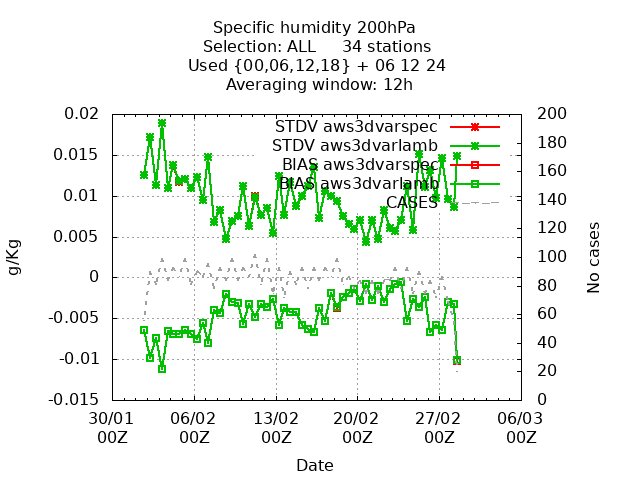 Specific humidity 200hPa
Selection: ALL 34 stations
Used {00,06,12,18} + 06 12 24
Averaging window: 12h
STDV aws3dvarspec
STDV aws3dvarlamb
BIAS aws3dvarspec
BIAS aws3dvarlamb
CASES
0.02
0.015
0.01
0.005
0
-0.005
-0.01
-0.015
g/Kg
200
180
160
140
120
100
80
60
40
20
0
No cases
30/01 06/02 13/02 20/02 27/02 06/03
00Z 00Z 00Z 00Z 00Z 00Z
Date